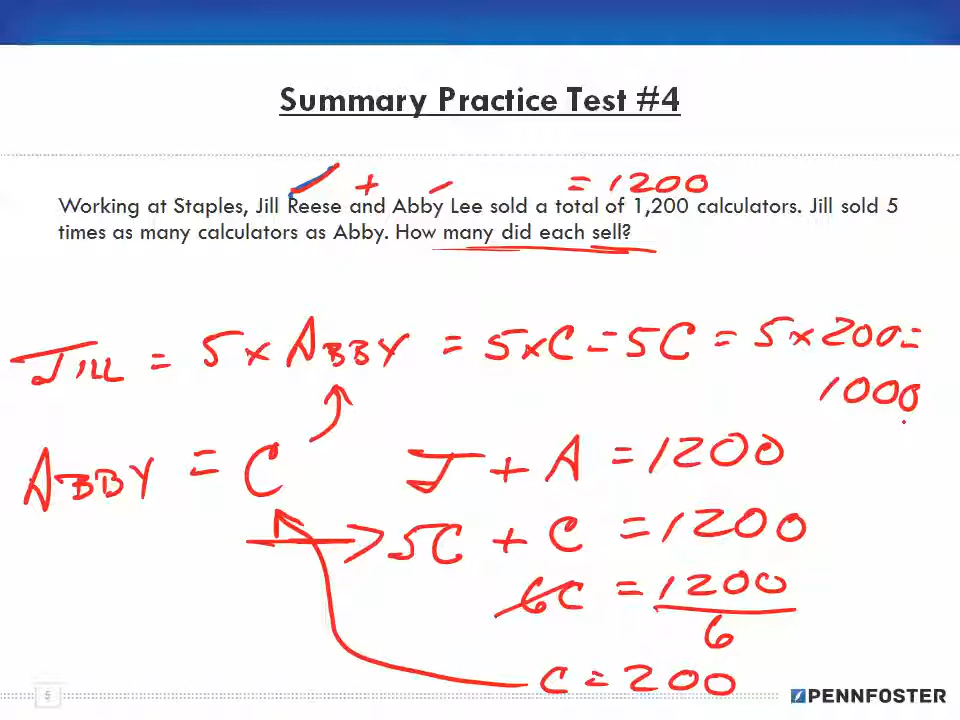 Summary Practice Test #4
+ = 1200
Working at Staples, Jill Reese and Abby Lee sold a total of 1,200 calculators. Jill sold 5
times as many calculators as Abby. How many did each sell?
JILL = 5 x ABBY = 5 x C = 5C = 5 x 200 =
1000
ABBY = C
J + A = 1200
5C + C = 1200
6C = 1200
6
C = 200
5
PENNFOSTER